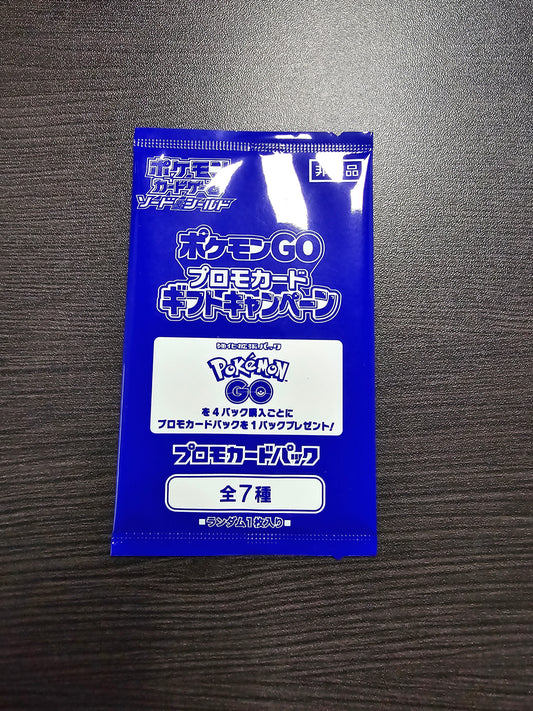 ポケモン
カードゲーム
ソード&シールド
非 品
ポケモンGO
プロモカード
ギフトキャンペーン
強化拡張パック
POKÉMON
GO
を4パック購入ごとに
プロモカードパックを1パックプレゼント!
プロモカードパック
全7種
■ランダム1枚入り■